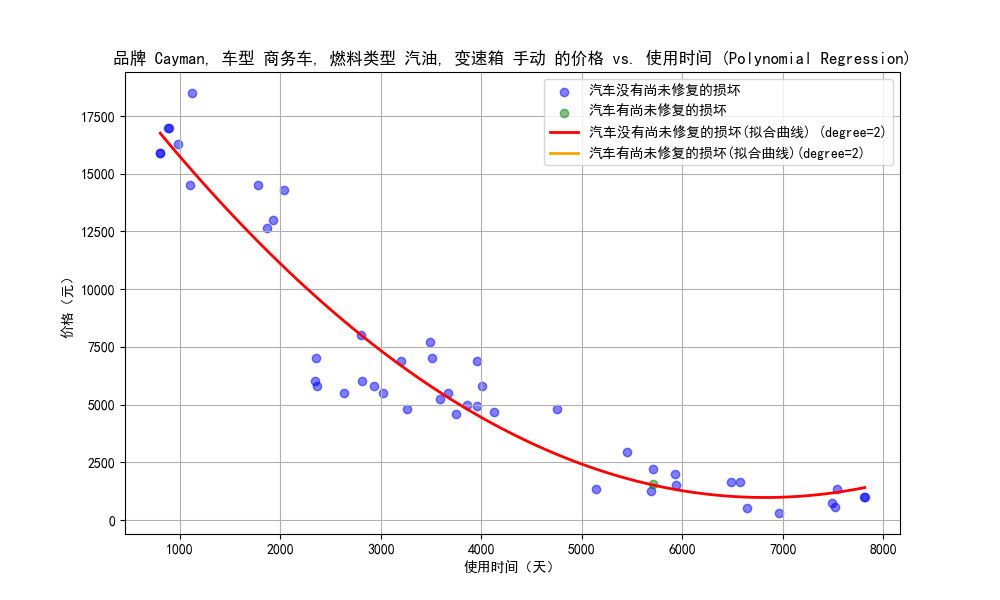 品牌 Cayman, 车型 商务车, 燃料类型 汽油, 变速箱 手动 的价格 vs. 使用时间 (Polynomial Regression)
汽车没有尚未修复的损坏
汽车有尚未修复的损坏
汽车没有尚未修复的损坏(拟合曲线) (degree=2)
汽车有尚未修复的损坏(拟合曲线)(degree=2)
17500
15000
12500
10000
7500
5000
2500
0
价格（元）
1000 2000 3000 4000 5000 6000 7000 8000
使用时间（天）